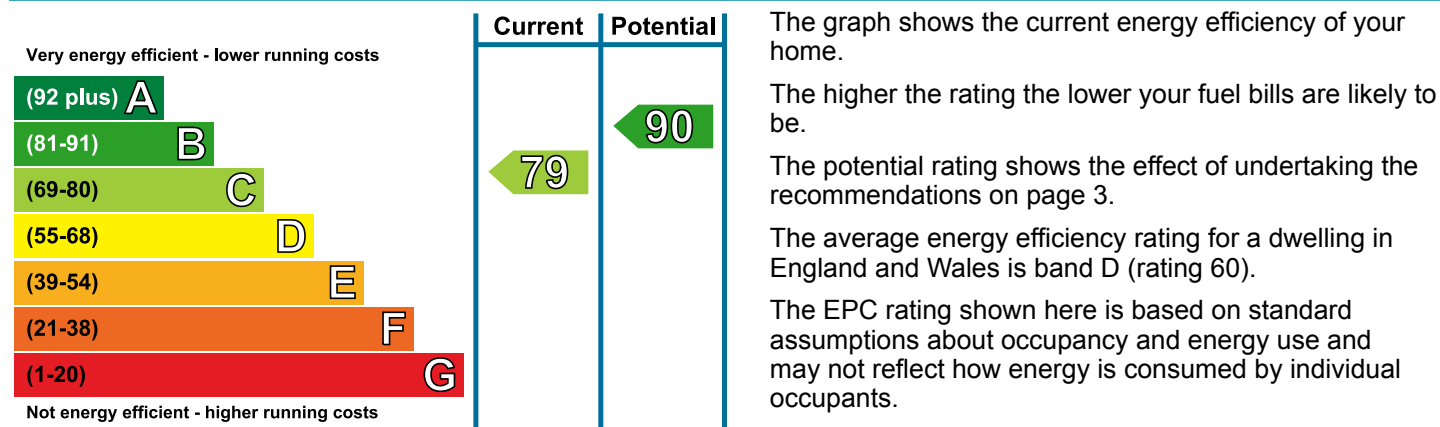 Current Potential
Very energy efficient - lower running costs
(92 plus) A
(81-91) B
(69-80) C
(55-68) D
(39-54) E
(21-38) F
(1-20) G
Not energy efficient - higher running costs
79
90
The graph shows the current energy efficiency of your
home.
The higher the rating the lower your fuel bills are likely to
be.
The potential rating shows the effect of undertaking the
recommendations on page 3.
The average energy efficiency rating for a dwelling in
England and Wales is band D (rating 60).
The EPC rating shown here is based on standard
assumptions about occupancy and energy use and
may not reflect how energy is consumed by individual
occupants.